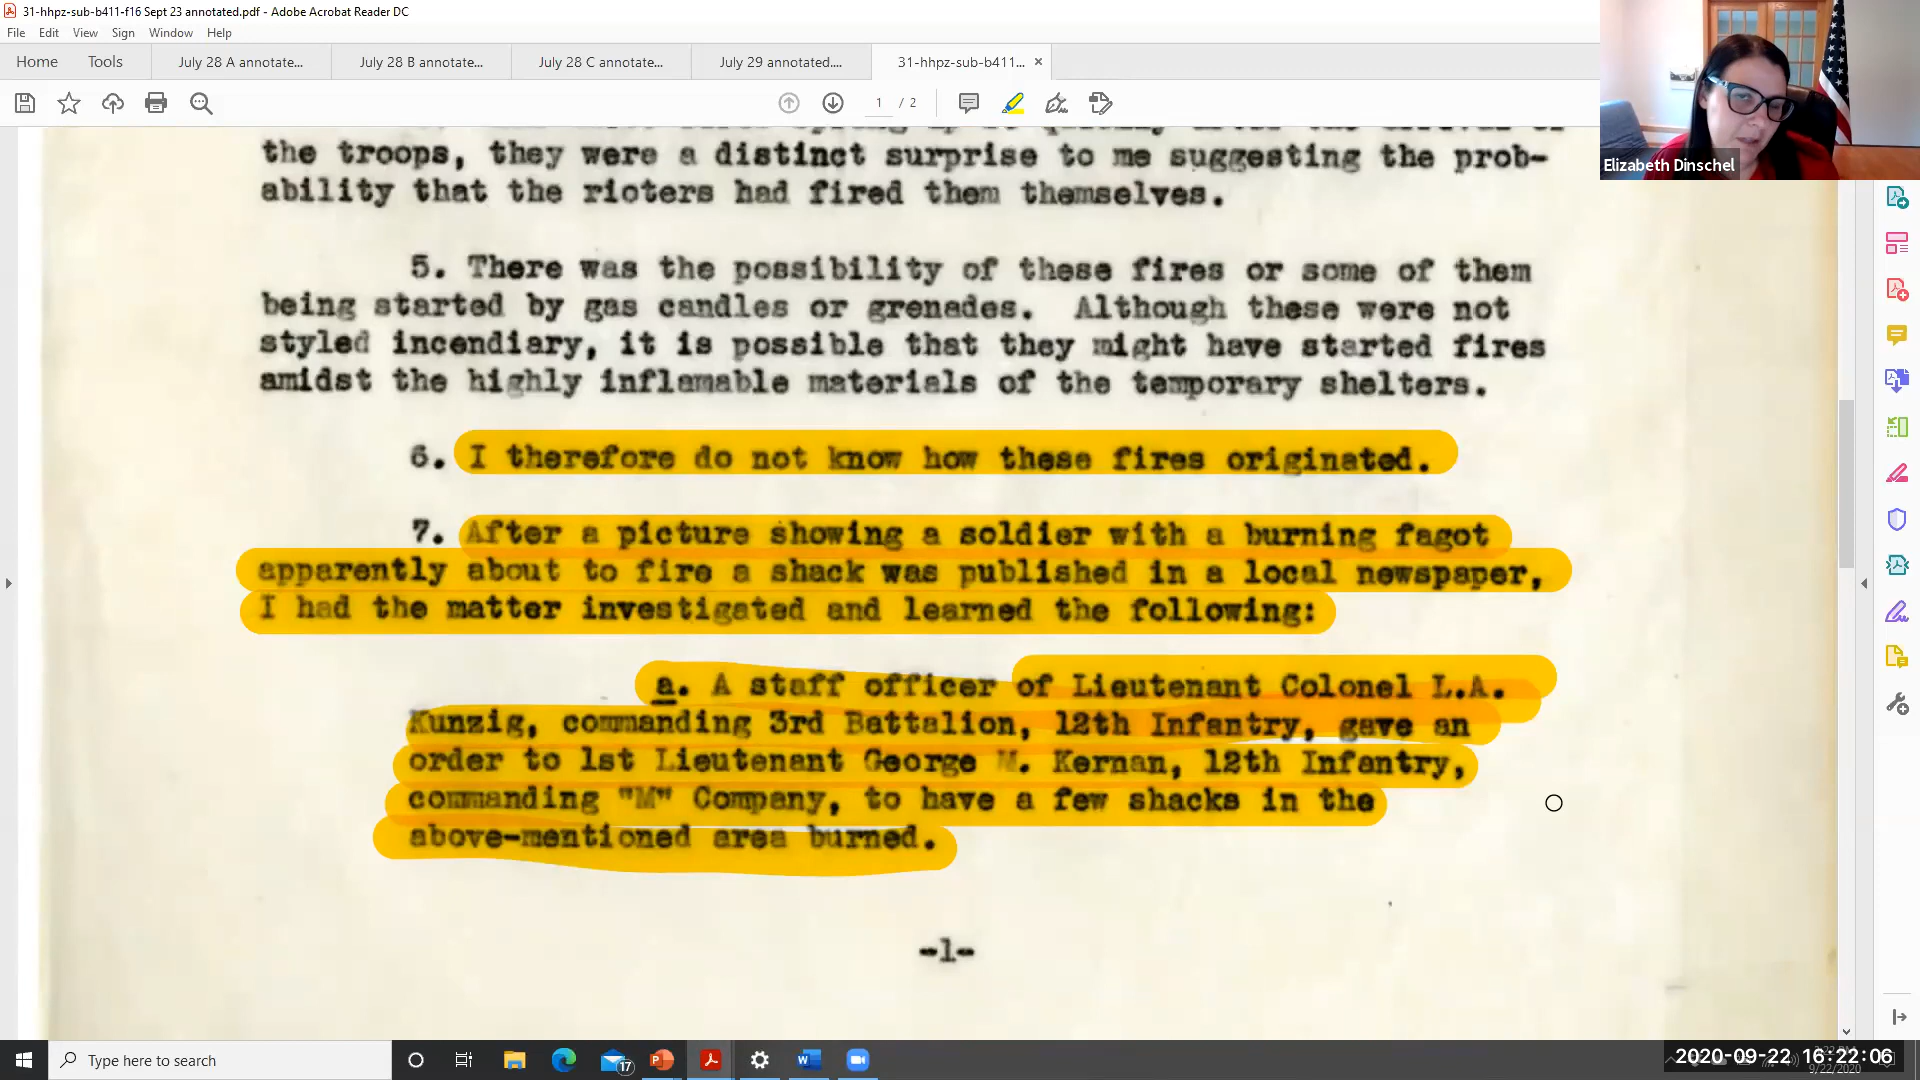 31-hhpz-sub-b411-f16 Sept 23 annotated.pdf - Adobe Acrobat Reader DC
File Edit View Sign Window Help
Home Tools July 28 A annotate... July 28 B annotate... July 28 C annotate... July 29 annotated.... 31-hhpz-sub-b411... ×
1 / 2
Elizabeth Dinschel
the troops, they were a distinct surprise to me suggesting the prob-
ability that the rioters had fired them themselves.
5. There was the possibility of these fires or some of them
being started by gas candles or grenades. Although these were not
styled incendiary, it is possible that they might have started fires
amidst the highly inflamable materials of the temporary shelters.
6. I therefore do not know how these fires originated.
7. After a picture showing a soldier with a burning fagot
apparently about to fire a shack was published in a local newspaper,
I had the matter investigated and learned the following:
a. A staff officer of Lieutenant Colonel L.A.
Kunzig, commanding 3rd Battalion, 12th Infantry, gave an
order to 1st Lieutenant George M. Kernan, 12th Infantry,
commanding "M" Company, to have a few shacks in the
above-mentioned area burned.
-1-
Type here to search
17
2020-09-22 16:22:06
9/22/2020